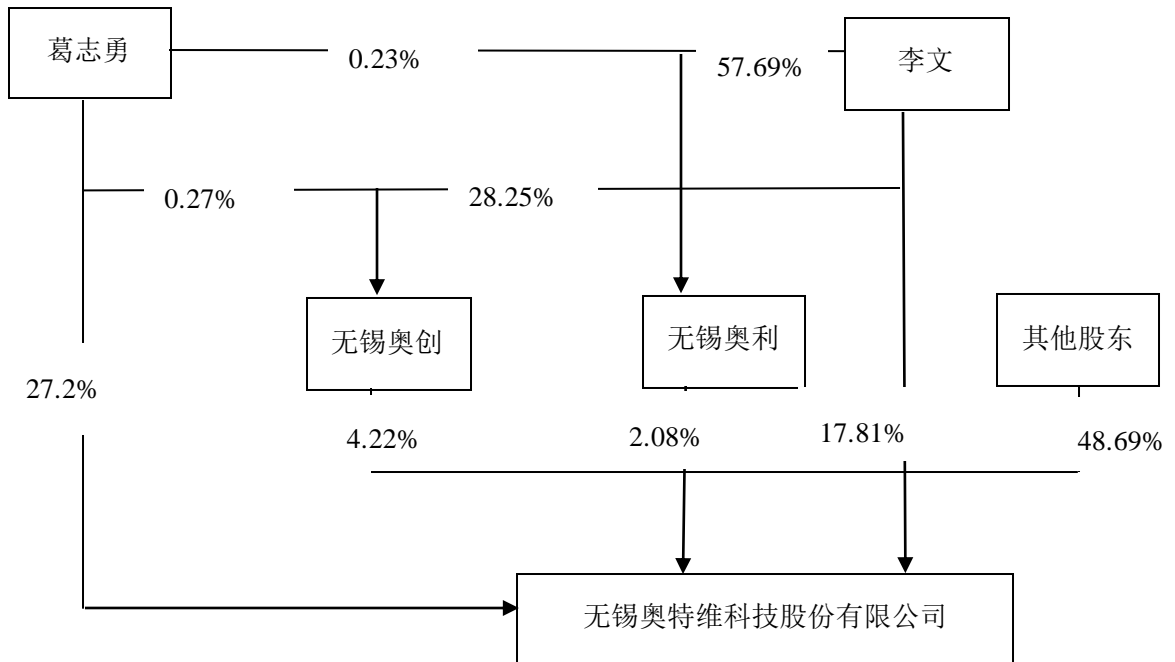 葛志勇
0.23%
57.69%
李文
0.27%
28.25%
无锡奥创
无锡奥利
其他股东
27.2%
4.22%
2.08%
17.81%
48.69%
无锡奥特维科技股份有限公司